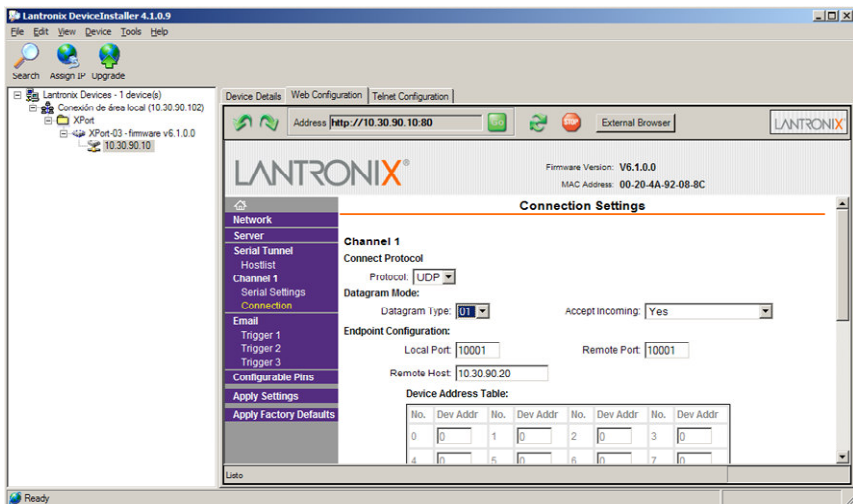 Lantronix DeviceInstaller 4.1.0.9
File Edit View Device Tools Help
Search Assign IP Upgrade
Lantronix Devices - 1 device(s)
Conexión de área local (10.30.90.102)
XPort
XPort-03 - firmware v6.1.0.0
10.30.90.10
Device Details Web Configuration Telnet Configuration
Address http://10.30.90.10:80 GO STOP External Browser LANTRONIX
LANTRONIX®
Firmware Version: V6.1.0.0
MAC Address: 00-20-4A-92-08-8C
Network
Server
Serial Tunnel
Hostlist
Channel 1
Serial Settings
Connection
Email
Trigger 1
Trigger 2
Trigger 3
Configurable Pins
Apply Settings
Apply Factory Defaults
Connection Settings
Channel 1
Connect Protocol
Protocol: UDP
Datagram Mode:
Datagram Type: 01 Accept Incoming: Yes
Endpoint Configuration:
Local Port: 10001 Remote Port: 10001
Remote Host: 10.30.90.20
Device Address Table:
No. Dev Addr No. Dev Addr No. Dev Addr No. Dev Addr
0 0 1 0 2 0 3 0
4 0 5 0 6 0 7 0
Listo
Ready